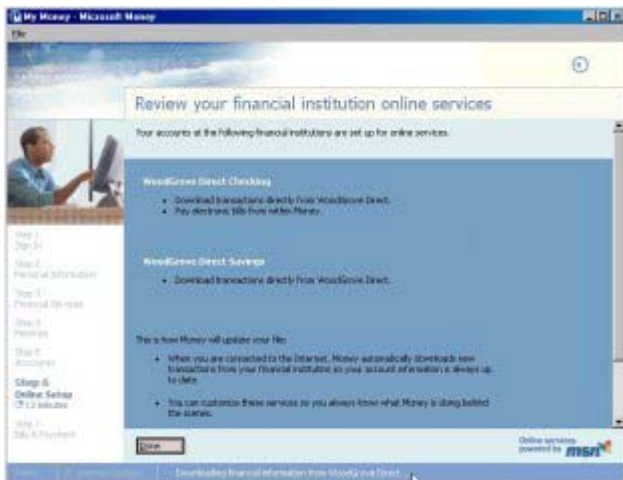 My Money - Microsoft Money
File
Review your financial institution online services
Your accounts at the following financial institutions are set up for online services.
WoodGrove Direct Checking
• Download transactions directly from WoodGrove Direct.
• Pay electronic bills from within Money.
WoodGrove Direct Savings
• Download transactions directly from WoodGrove Direct.
This is how Money will update your file:
• When you are connected to the Internet, Money automatically downloads new
transactions from your financial institution so your account information is always up
to date.
• You can customize these services so you always know what Money is doing behind
the scenes.
Step 1
Sign In
Step 2
Personal Information
Step 3
Financial Services
Step 4
Step 5
Accounts
Step 6
Online Setup
12 minutes
Step 7
Bills & Paycheck
Done
Online services
powered by msn
Downloading financial information from WoodGrove Direct...